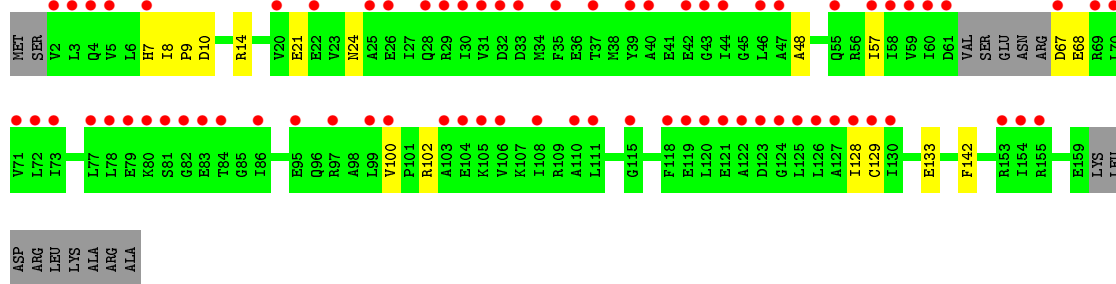 MET SER V2 L3 Q4 V5 L6 H7 I8 P9 D10 R14 V20 E21 E22 V23 N24 A25 E26 I27 Q28 R29 I30 V31 D32 D33 M34 F35 E36 T37 M38 Y39 A40 E41 E42 G43 I44 G45 L46 A47 A48 Q55 R56 I57 I58 V59 I60 D61 VAL SER GLU ASN ARG D67 E68 R69 L70
V71 L72 I73 L77 L78 E79 K80 S81 G82 E83 T84 G85 I86 E95 Q96 R97 A98 L99 V100 P101 R102 A103 E104 K105 V106 K107 I108 R109 A110 L111 G115 F118 E119 L120 E121 A122 D123 G124 L125 L126 A127 I128 C129 I130 E133 F142 R153 I154 R155 E159 LYS LEU
ASP ARG LEU LYS ALA ARG ALA